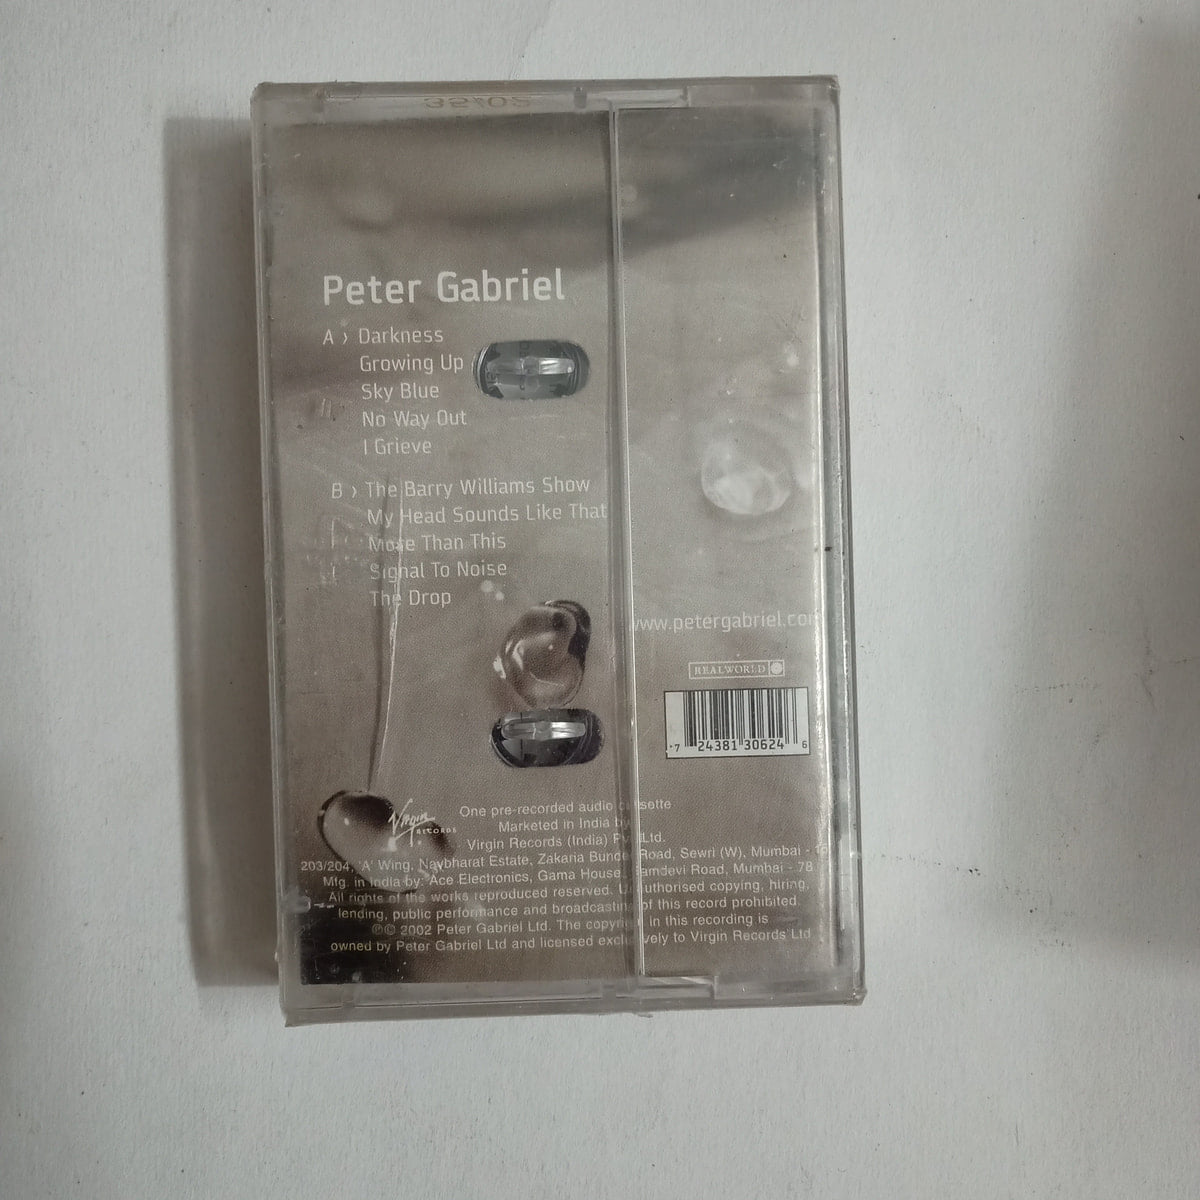 35/02
Peter Gabriel
A › Darkness
Growing Up
Sky Blue
No Way Out
I Grieve
B › The Barry Williams Show
My Head Sounds Like That
More Than This
Signal To Noise
The Drop
www.petergabriel.com
REALWORLD
7 24381 30624 6
Virgin
RECORDS
One pre-recorded audio cassette
Marketed in India by
Virgin Records (India) Pvt. Ltd.
203/204, 'A' Wing, Navbharat Estate, Zakaria Bunder Road, Sewri (W), Mumbai -
Mfg. in India by: Ace Electronics, Gama House, Ramdevi Road, Mumbai - 78
All rights of the works reproduced reserved. Unauthorised copying, hiring,
lending, public performance and broadcasting of this record prohibited.
℗© 2002 Peter Gabriel Ltd. The copyright in this recording is
owned by Peter Gabriel Ltd and licensed exclusively to Virgin Records Ltd